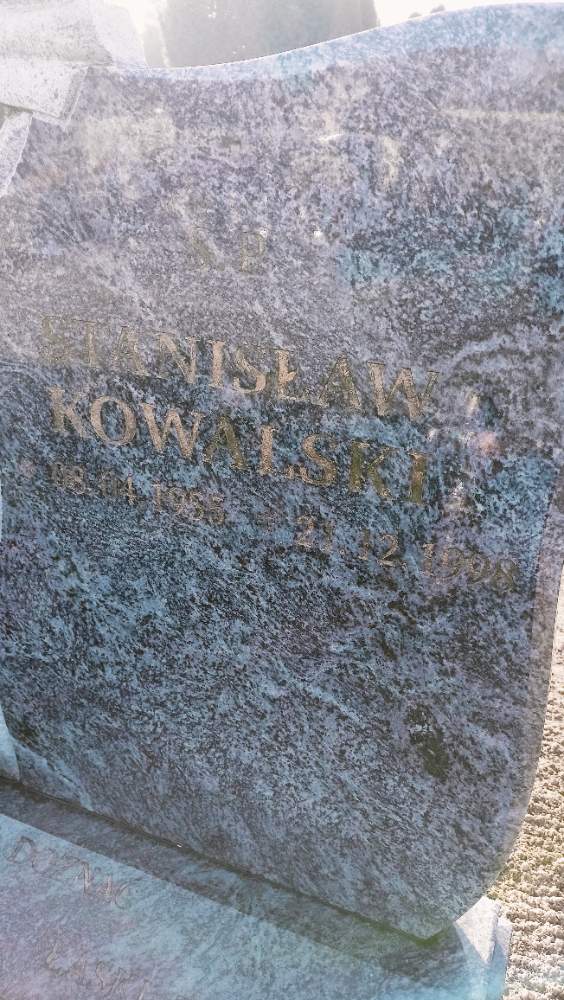 Ś P
STANISŁAW
KOWALSKI
* 08.04.1955 + 21.12.1998